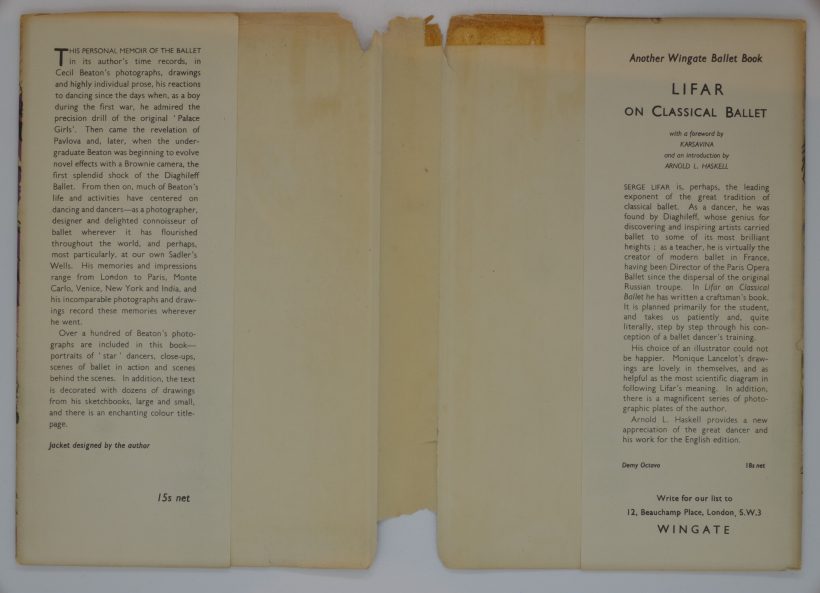 THIS PERSONAL MEMOIR OF THE BALLET
in its author's time records, in
Cecil Beaton's photographs, drawings
and highly individual prose, his reactions
to dancing since the days when, as a boy
during the first war, he admired the
precision drill of the original 'Palace
Girls'. Then came the revelation of
Pavlova and, later, when the under-
graduate Beaton was beginning to evolve
novel effects with a Brownie camera, the
first splendid shock of the Diaghileff
Ballet. From then on, much of Beaton's
life and activities have centered on
dancing and dancers—as a photographer,
designer and delighted connoisseur of
ballet wherever it has flourished
throughout the world, and perhaps,
most particularly, at our own Sadler's
Wells. His memories and impressions
range from London to Paris, Monte
Carlo, Venice, New York and India, and
his incomparable photographs and draw-
ings record these memories wherever
he went.
Over a hundred of Beaton's photo-
graphs are included in this book—
portraits of 'star' dancers, close-ups,
scenes of ballet in action and scenes
behind the scenes. In addition, the text
is decorated with dozens of drawings
from his sketchbooks, large and small,
and there is an enchanting colour title-
page.
Jacket designed by the author
15s net
Another Wingate Ballet Book
LIFAR
ON CLASSICAL BALLET
with a foreword by
KARSAVINA
and an introduction by
ARNOLD L. HASKELL
SERGE LIFAR is, perhaps, the leading
exponent of the great tradition of
classical ballet. As a dancer, he was
found by Diaghileff, whose genius for
discovering and inspiring artists carried
ballet to some of its most brilliant
heights ; as a teacher, he is virtually the
creator of modern ballet in France,
having been Director of the Paris Opera
Ballet since the dispersal of the original
Russian troupe. In Lifar on Classical
Ballet he has written a craftsman's book.
It is planned primarily for the student,
and takes us patiently and, quite
literally, step by step through his con-
ception of a ballet dancer's training.
His choice of an illustrator could not
be happier. Monique Lancelot's draw-
ings are lovely in themselves, and as
helpful as the most scientific diagram in
following Lifar's meaning. In addition,
there is a magnificent series of photo-
graphic plates of the author.
Arnold L. Haskell provides a new
appreciation of the great dancer and
his work for the English edition.
Demy Octavo 18s net
Write for our list to
12, Beauchamp Place, London, S.W.3
WINGATE